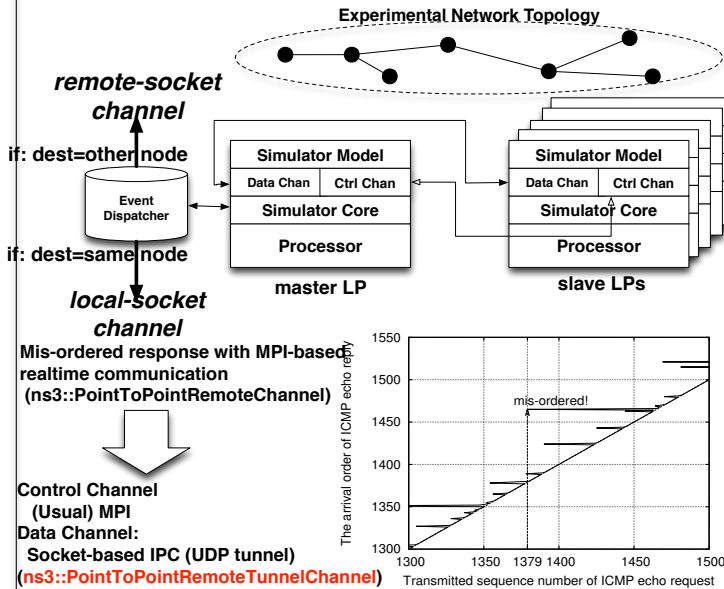 Experimental Network Topology
remote-socket
channel
if: dest=other node
Event
Dispatcher
if: dest=same node
local-socket
channel
Simulator Model
Data Chan
Ctrl Chan
Simulator Core
Processor
master LP
Simulator Model
Data Chan
Ctrl Chan
Simulator Core
Processor
slave LPs
Mis-ordered response with MPI-based
realtime communication
(ns3::PointToPointRemoteChannel)
Control Channel
(Usual) MPI
Data Channel:
Socket-based IPC (UDP tunnel)
(ns3::PointToPointRemoteTunnelChannel)
The arrival order of ICMP echo reply
1550
1500
1450
1400
1350
1300
mis-ordered!
1300
1350
1379
1400
1450
1500
Transmitted sequence number of ICMP echo request